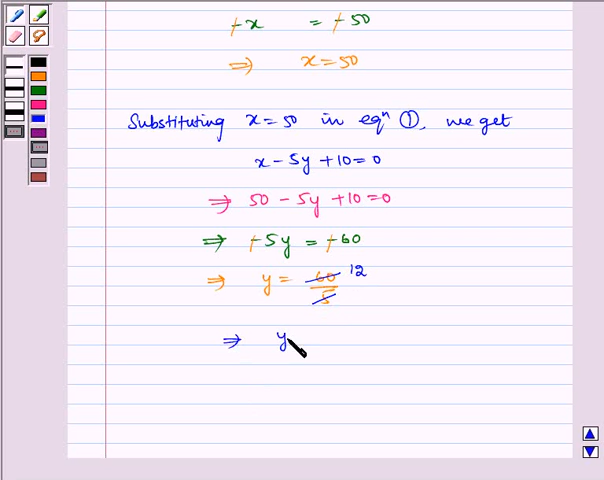 -x = -50
⇒ x = 50
Substituting x = 50 in eqⁿ ①, we get
x - 5y + 10 = 0
⇒ 50 - 5y + 10 = 0
⇒ -5y = -60
⇒ y = 60/5 12
⇒ y